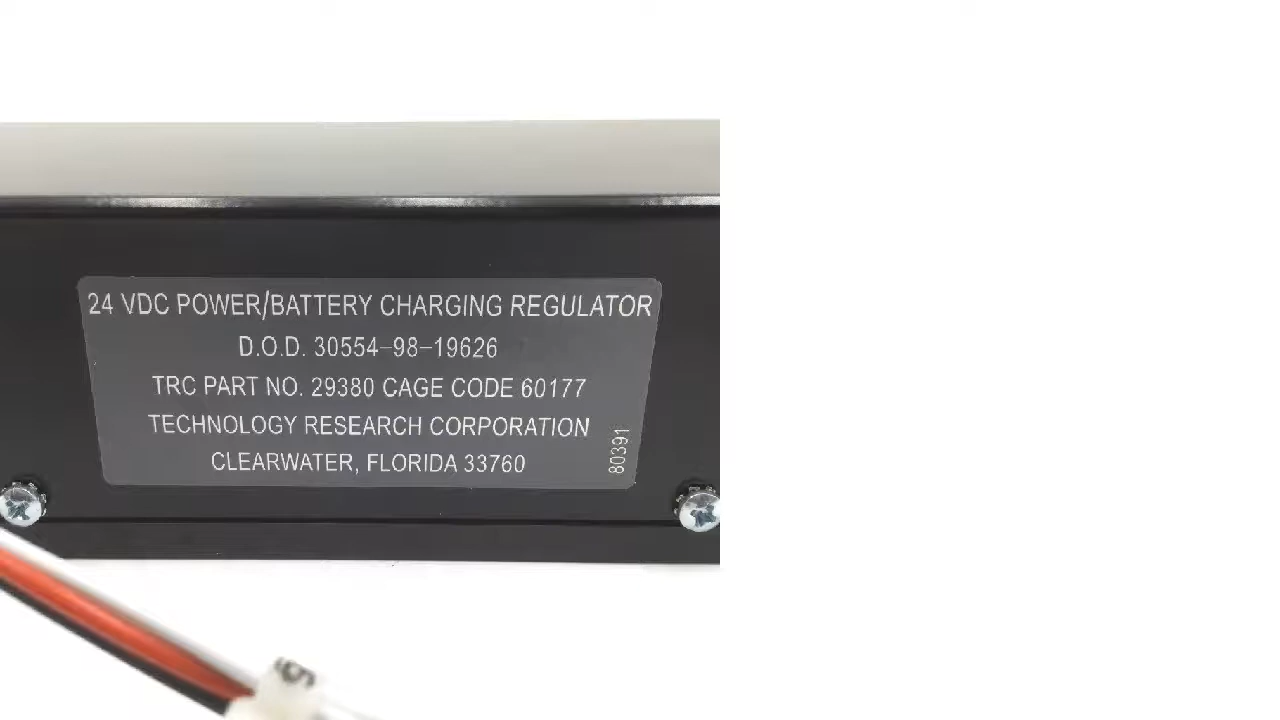 24 VDC POWER/BATTERY CHARGING REGULATOR
D.O.D. 30554-98-19626
TRC PART NO. 29380 CAGE CODE 60177
TECHNOLOGY RESEARCH CORPORATION
CLEARWATER, FLORIDA 33760
80391